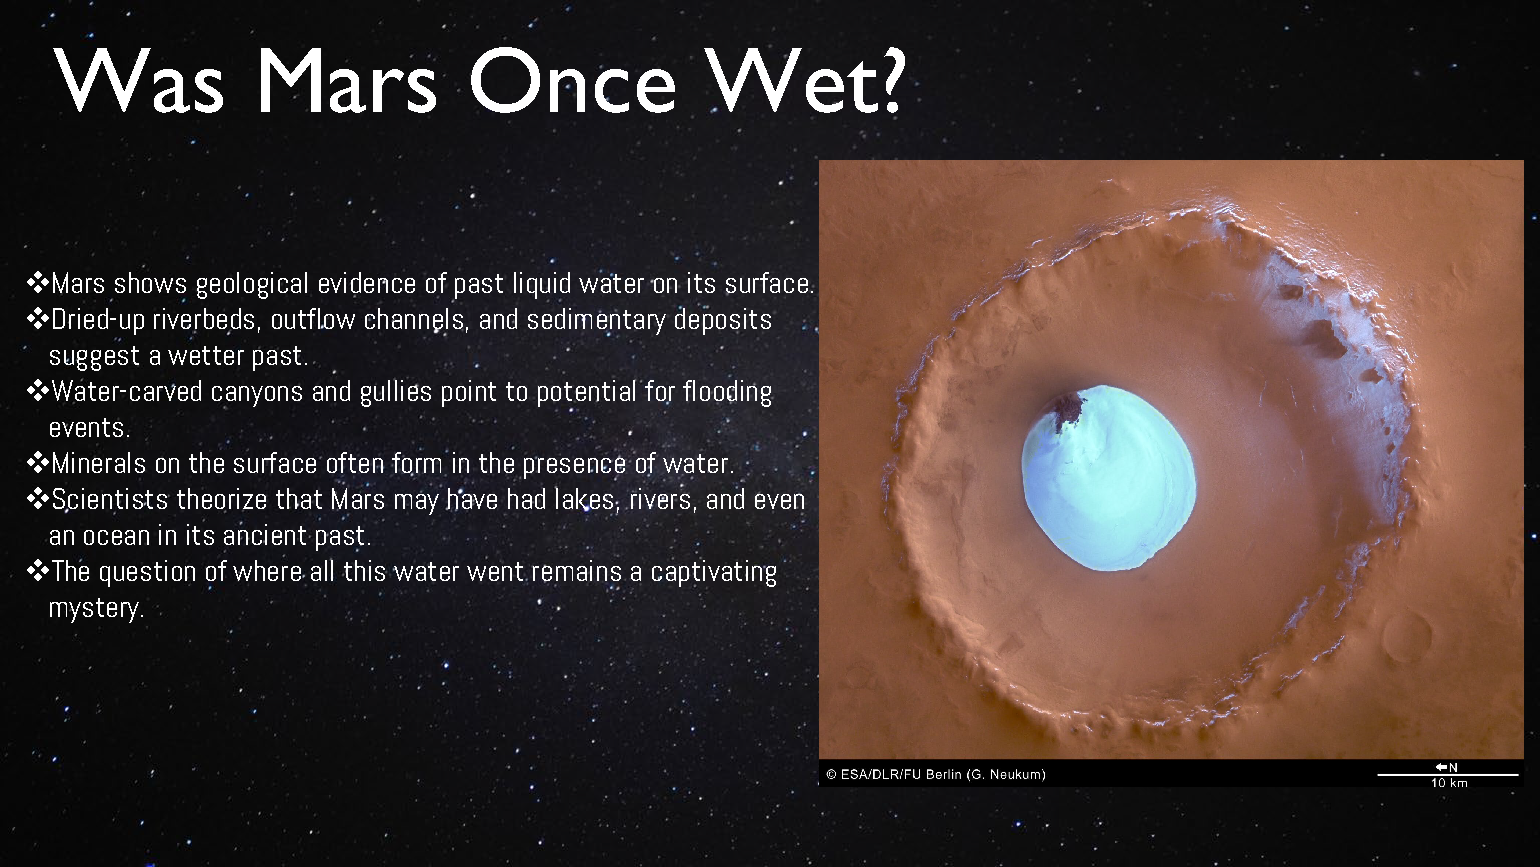 Was Mars Once Wet?
❖Mars shows geological evidence of past liquid water on its surface.
❖Dried-up riverbeds, outflow channels, and sedimentary deposits
suggest a wetter past.
❖Water-carved canyons and gullies point to potential for flooding
events.
❖Minerals on the surface often form in the presence of water.
❖Scientists theorize that Mars may have had lakes, rivers, and even
an ocean in its ancient past.
❖The question of where all this water went remains a captivating
mystery.
© ESA/DLR/FU Berlin (G. Neukum)
N
10 km